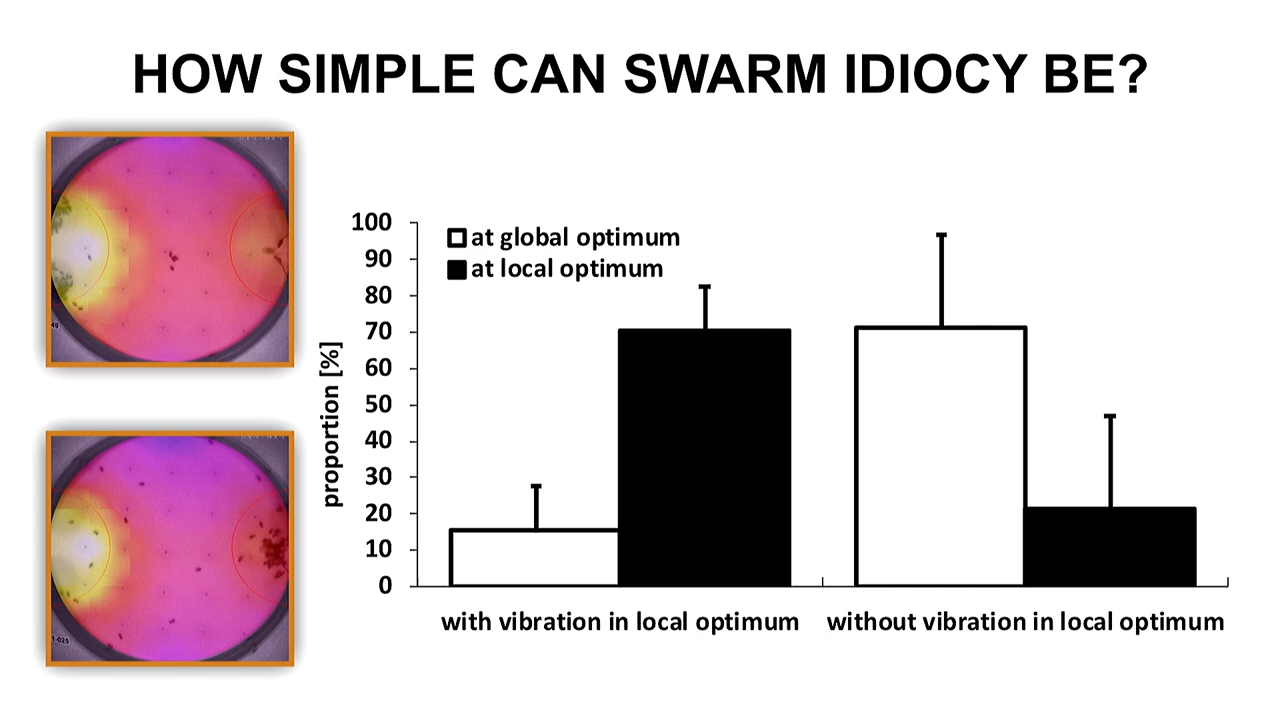 HOW SIMPLE CAN SWARM IDIOCY BE?
100
90
80
70
60
50
40
30
20
10
0
proportion [%]
at global optimum
at local optimum
with vibration in local optimum
without vibration in local optimum